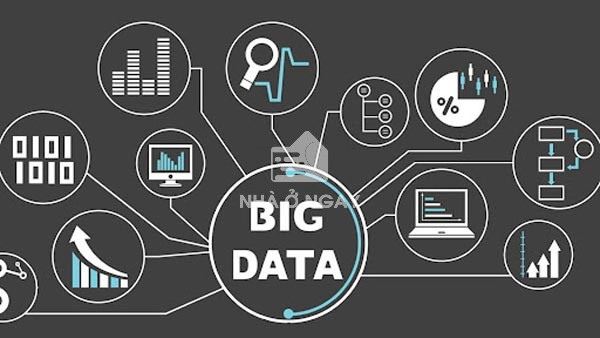 0101
1010
%
NHÀ Ở NGAY
BIG
DATA